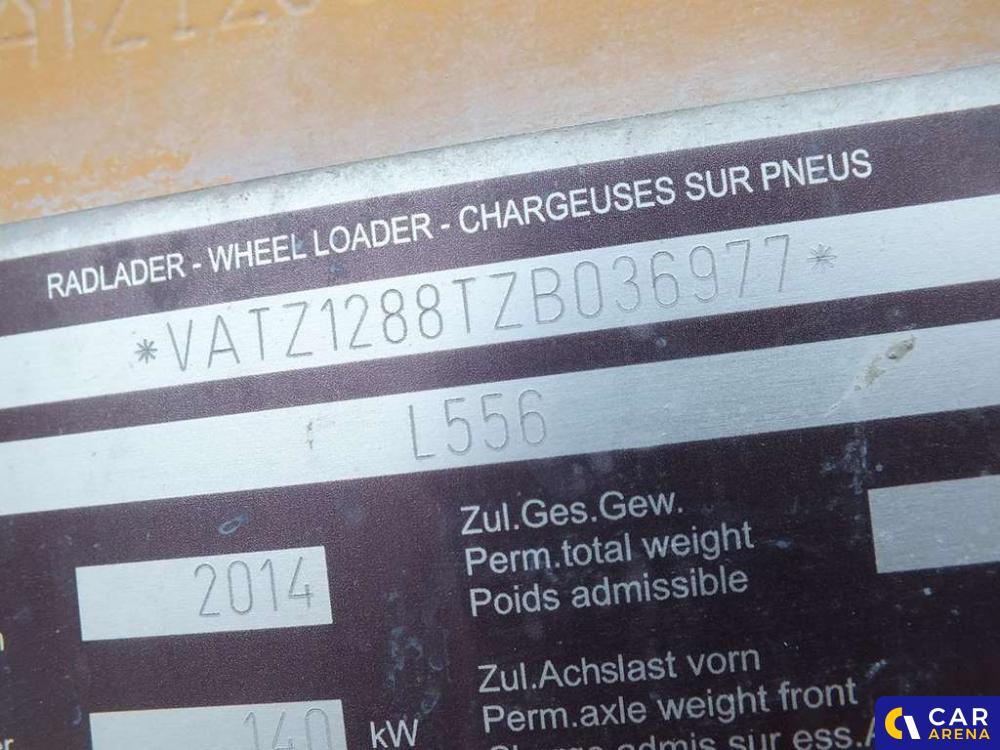 RADLADER - WHEEL LOADER - CHARGEUSES SUR PNEUS
*VATZ1288TZB036977*
L556
Zul.Ges.Gew.
Perm.total weight
Poids admissible
2014
Zul.Achslast vorn
Perm.axle weight front
140 kW
CAR
ARENA